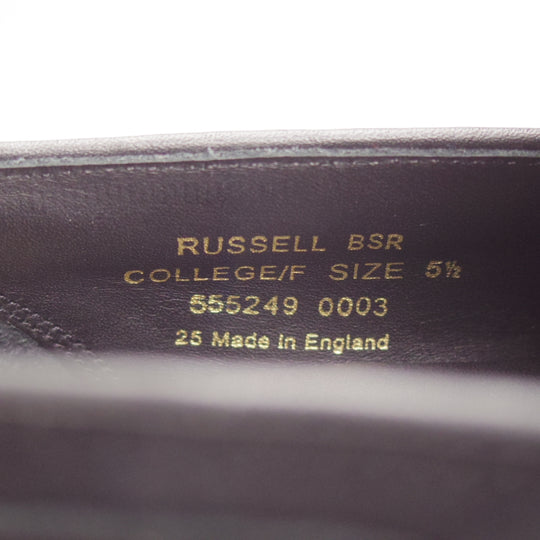 RUSSELL BSR
COLLEGE/F SIZE 5½
555249 0003
25 Made in England